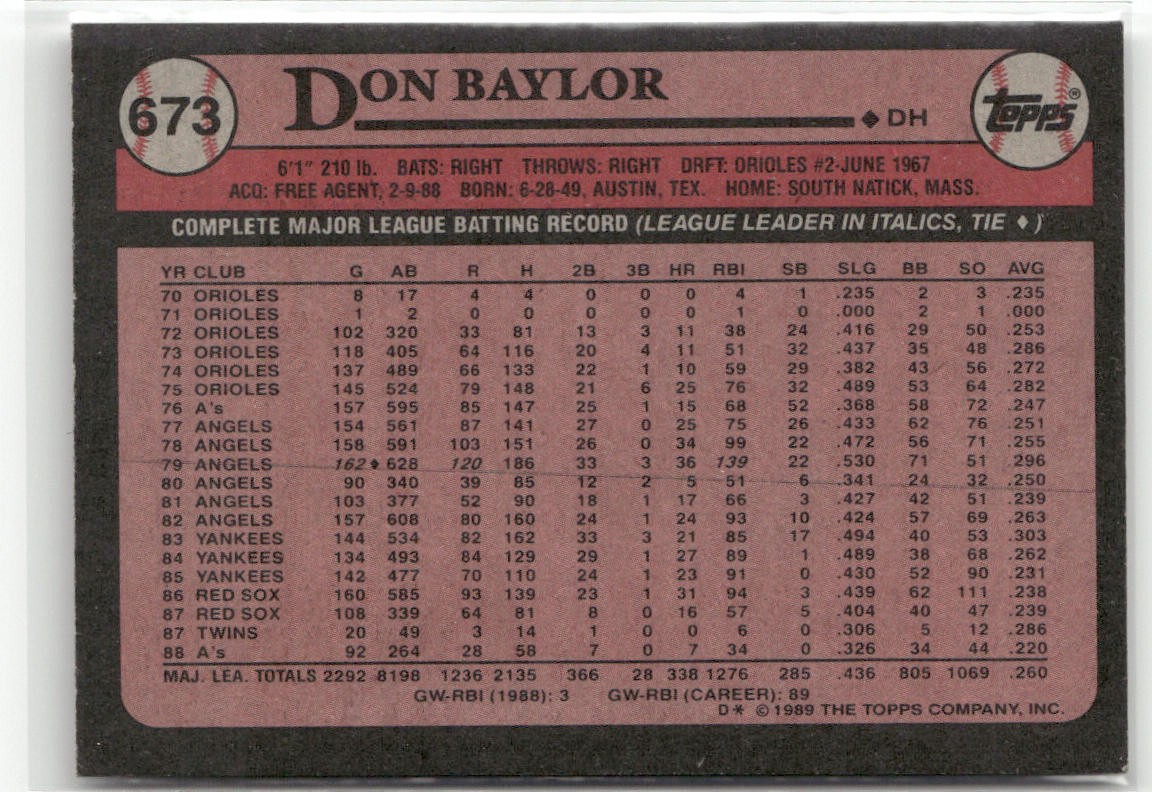 673 DON BAYLOR TOPPS®
◆ DH
6'1" 210 lb. BATS: RIGHT THROWS: RIGHT DRFT: ORIOLES #2-JUNE 1967
ACQ: FREE AGENT, 2-9-88 BORN: 6-28-49, AUSTIN, TEX. HOME: SOUTH NATICK, MASS.
COMPLETE MAJOR LEAGUE BATTING RECORD (LEAGUE LEADER IN ITALICS, TIE ♦ )
YR CLUB G AB R H 2B 3B HR RBI SB SLG BB SO AVG
70 ORIOLES 8 17 4 4 0 0 0 4 1 .235 2 3 .235
71 ORIOLES 1 2 0 0 0 0 0 1 0 .000 2 1 .000
72 ORIOLES 102 320 33 81 13 3 11 38 24 .416 29 50 .253
73 ORIOLES 118 405 64 116 20 4 11 51 32 .437 35 48 .286
74 ORIOLES 137 489 66 133 22 1 10 59 29 .382 43 56 .272
75 ORIOLES 145 524 79 148 21 6 25 76 32 .489 53 64 .282
76 A's 157 595 85 147 25 1 15 68 52 .368 58 72 .247
77 ANGELS 154 561 87 141 27 0 25 75 26 .433 62 76 .251
78 ANGELS 158 591 103 151 26 0 34 99 22 .472 56 71 .255
79 ANGELS 162♦ 628 120 186 33 3 36 139 22 .530 71 51 .296
80 ANGELS 90 340 39 85 12 2 5 51 6 .341 24 32 .250
81 ANGELS 103 377 52 90 18 1 17 66 3 .427 42 51 .239
82 ANGELS 157 608 80 160 24 1 24 93 10 .424 57 69 .263
83 YANKEES 144 534 82 162 33 3 21 85 17 .494 40 53 .303
84 YANKEES 134 493 84 129 29 1 27 89 1 .489 38 68 .262
85 YANKEES 142 477 70 110 24 1 23 91 0 .430 52 90 .231
86 RED SOX 160 585 93 139 23 1 31 94 3 .439 62 111 .238
87 RED SOX 108 339 64 81 8 0 16 57 5 .404 40 47 .239
87 TWINS 20 49 3 14 1 0 0 6 0 .306 5 12 .286
88 A's 92 264 28 58 7 0 7 34 0 .326 34 44 .220
MAJ. LEA. TOTALS 2292 8198 1236 2135 366 28 338 1276 285 .436 805 1069 .260
GW-RBI (1988): 3 GW-RBI (CAREER): 89
D* © 1989 THE TOPPS COMPANY, INC.